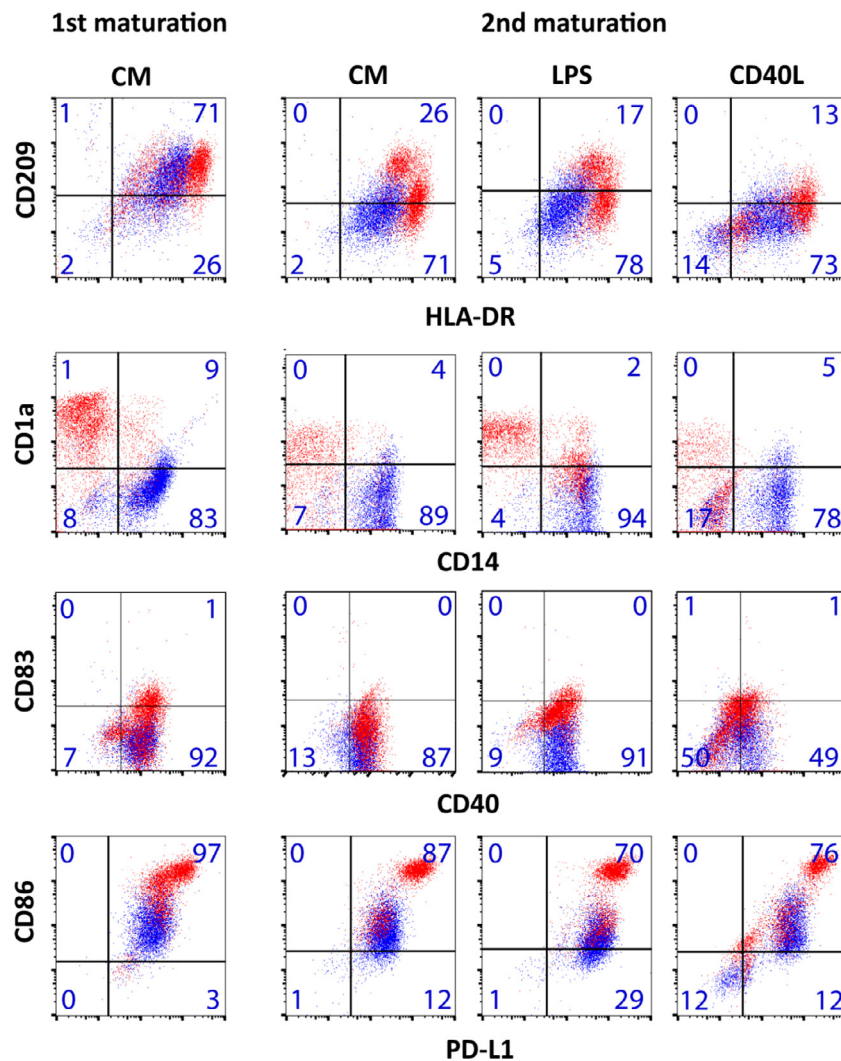 1st maturation 2nd maturation
CM CM LPS CD40L
CD209
1 71 0 26 0 17 0 13
2 26 2 71 5 78 14 73
HLA-DR
CD1a
1 9 0 4 0 2 0 5
8 83 7 89 4 94 17 78
CD14
CD83
0 1 0 0 0 0 1 1
7 92 13 87 9 91 50 49
CD40
CD86
0 97 0 87 0 70 0 76
0 3 1 12 1 29 12 12
PD-L1